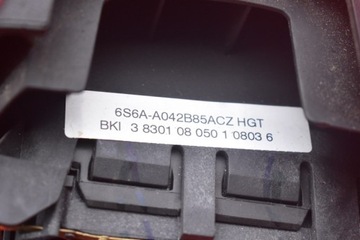 6S6A-A042B85ACZ HGT
BKI 3 8301 08 050 1 0803 6